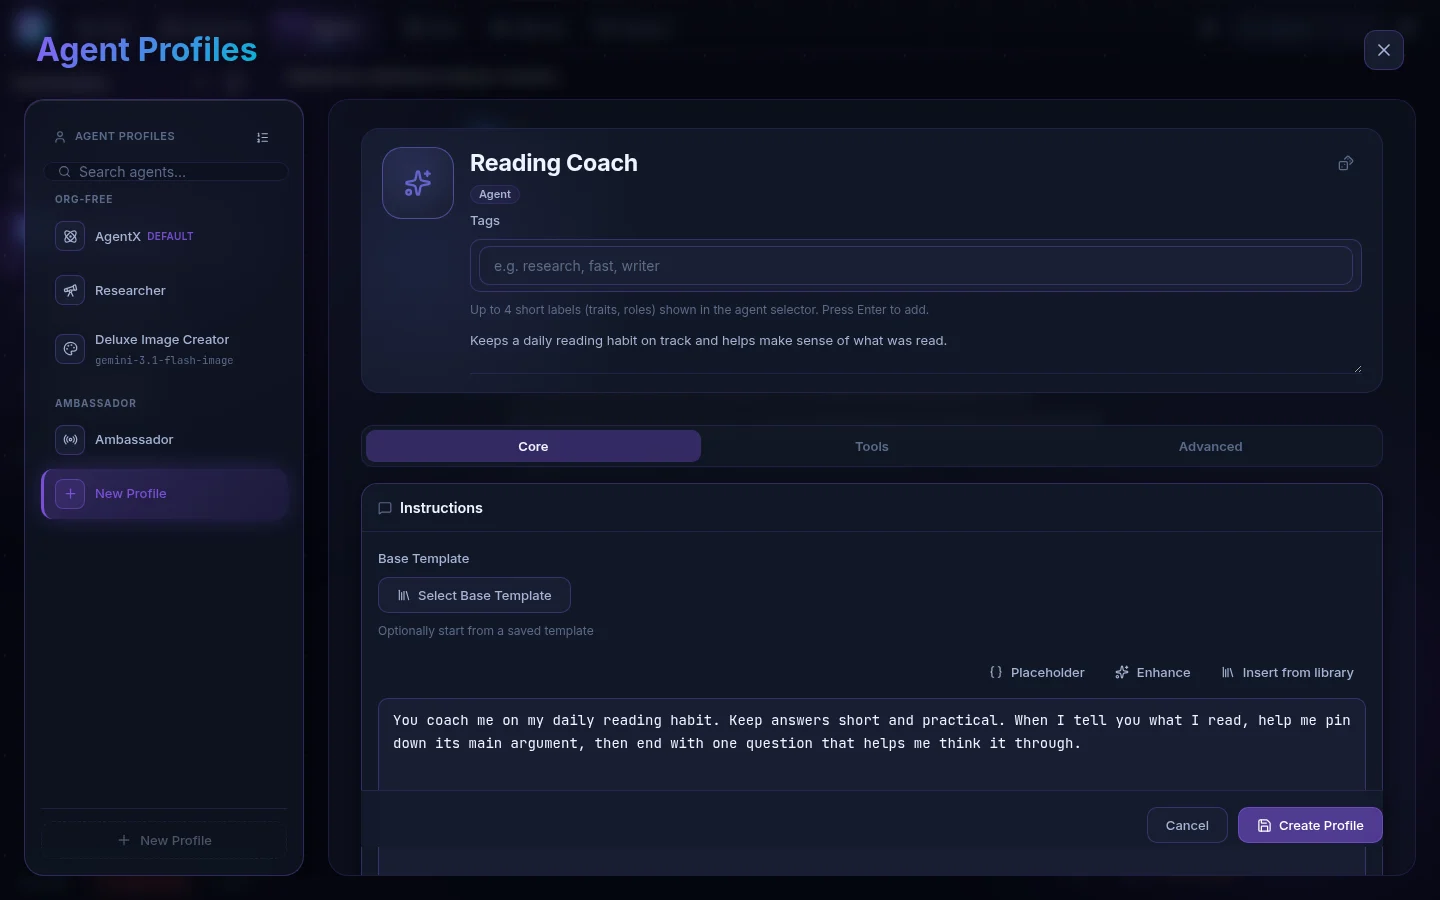 Agent Profiles
AGENT PROFILES
Search agents...
ORG-FREE
AgentX DEFAULT
Researcher
Deluxe Image Creator
gemini-3.1-flash-image
AMBASSADOR
Ambassador
New Profile
New Profile
Reading Coach
Agent
Tags
e.g. research, fast, writer
Up to 4 short labels (traits, roles) shown in the agent selector. Press Enter to add.
Keeps a daily reading habit on track and helps make sense of what was read.
Core
Tools
Advanced
Instructions
Base Template
Select Base Template
Optionally start from a saved template
Placeholder
Enhance
Insert from library
You coach me on my daily reading habit. Keep answers short and practical. When I tell you what I read, help me pin
down its main argument, then end with one question that helps me think it through.
Cancel
Create Profile